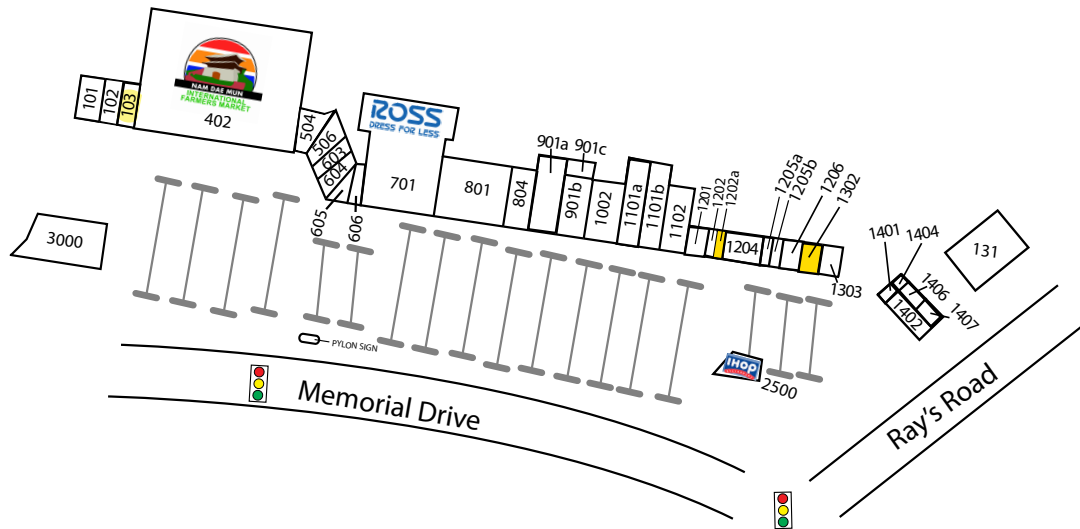 101
102
103
NAM DAE MUN
INTERNATIONAL
FARMERS MARKET
402
504
506
603
604
605
606
ROSS
DRESS FOR LESS
701
801
804
901a
901c
901b
1002
1101a
1101b
1102
1201
1202
1202a
1204
1205a
1205b
1206
1302
1303
1401
1404
1406
1407
1402
131
3000
PYLON SIGN
IHOP
2500
Memorial Drive
Ray's Road